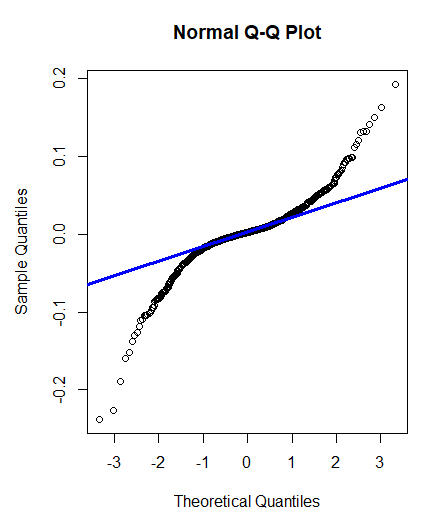 Normal Q-Q Plot
Sample Quantiles
0.2
0.1
0.0
-0.1
-0.2
-3 -2 -1 0 1 2 3
Theoretical Quantiles